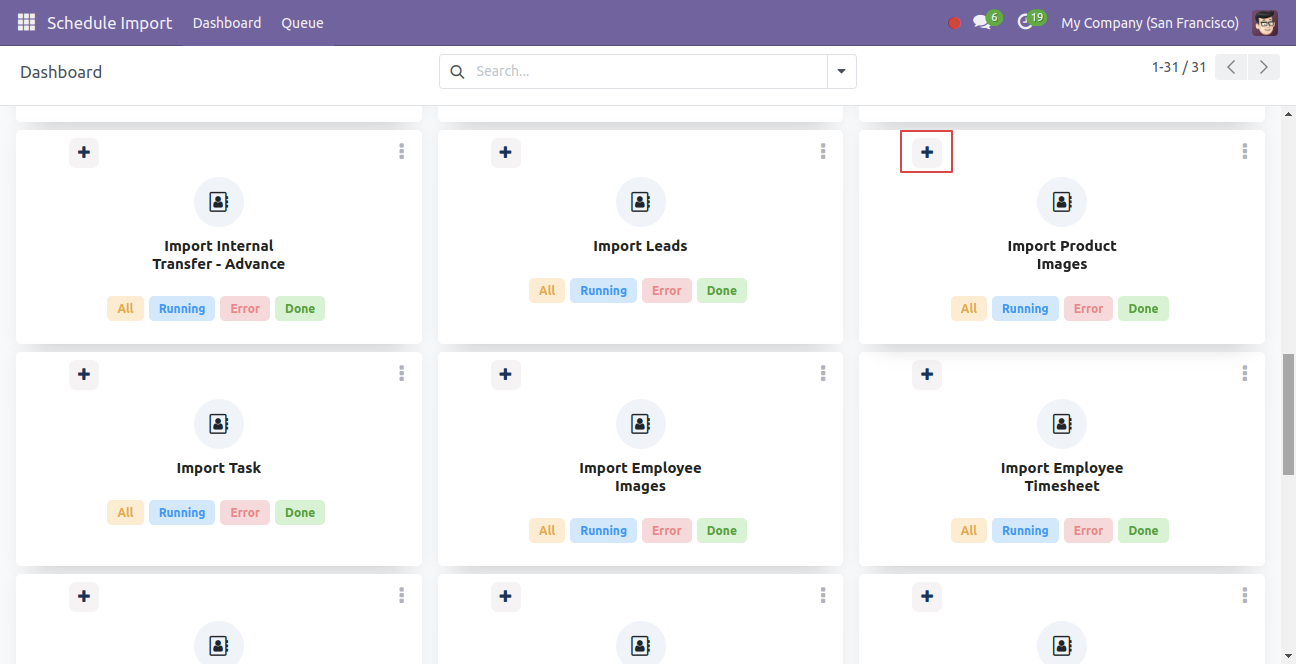 Schedule Import Dashboard Queue 6 19 My Company (San Francisco)
Dashboard Search... 1-31 / 31
Import Internal
Transfer - Advance
All Running Error Done
Import Leads
All Running Error Done
Import Product
Images
All Running Error Done
Import Task
All Running Error Done
Import Employee
Images
All Running Error Done
Import Employee
Timesheet
All Running Error Done